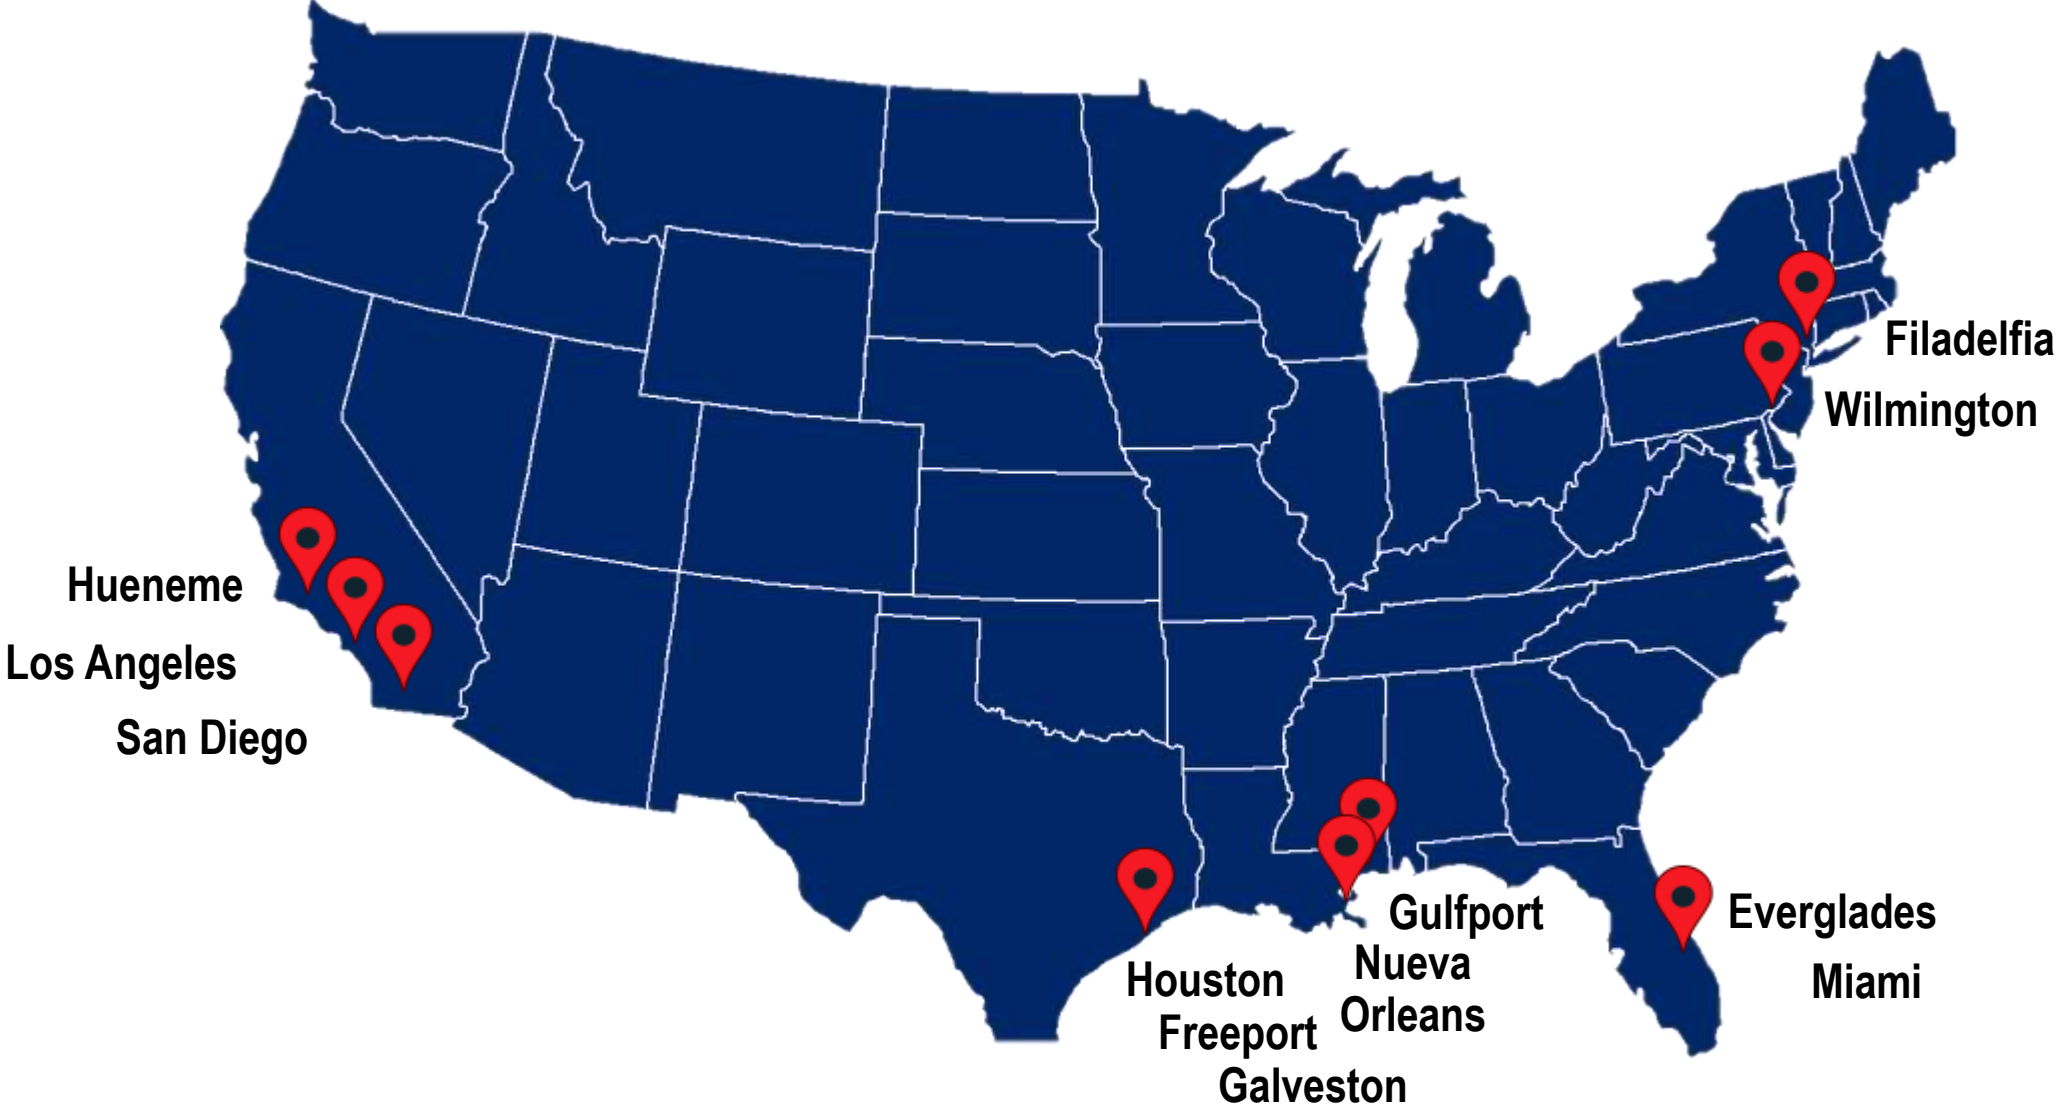 Filadelfia
Wilmington
Hueneme
Los Angeles
San Diego
Gulfport
Everglades
Nueva
Orleans
Miami
Houston
Freeport
Galveston